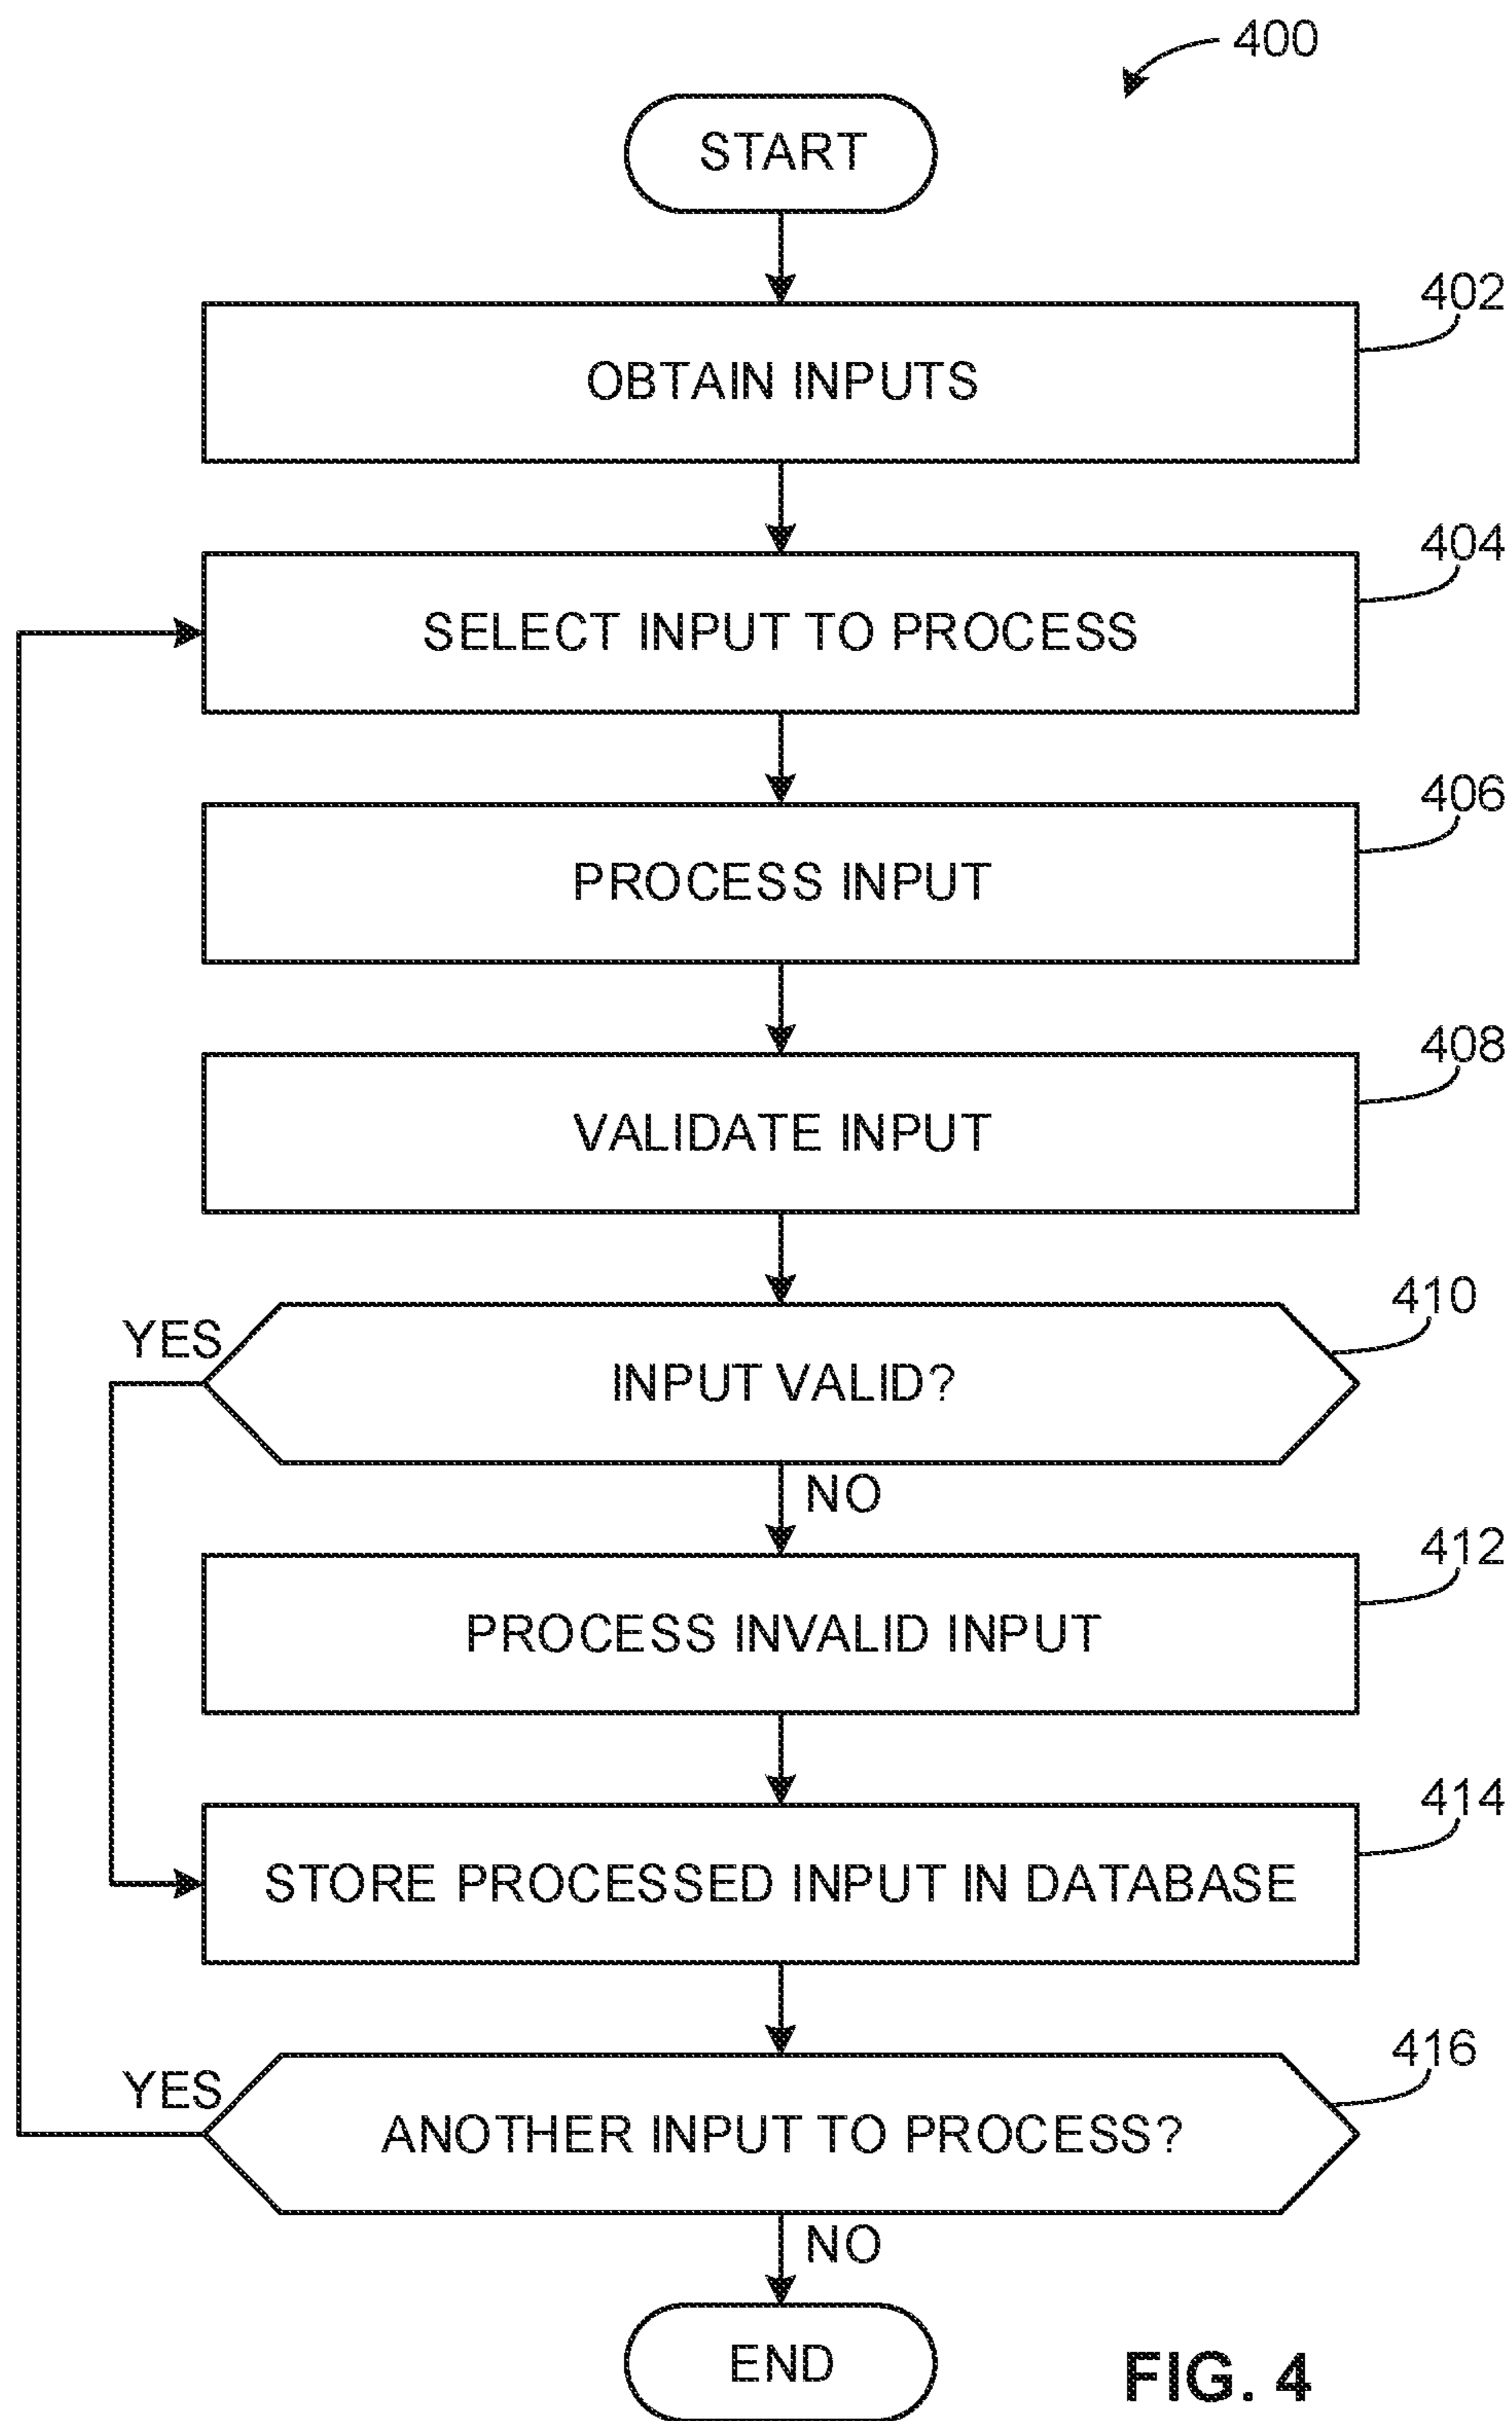 400
START
402
OBTAIN INPUTS
404
SELECT INPUT TO PROCESS
406
PROCESS INPUT
408
VALIDATE INPUT
410
YES
INPUT VALID?
NO
412
PROCESS INVALID INPUT
414
STORE PROCESSED INPUT IN DATABASE
416
YES
ANOTHER INPUT TO PROCESS?
NO
END
FIG. 4